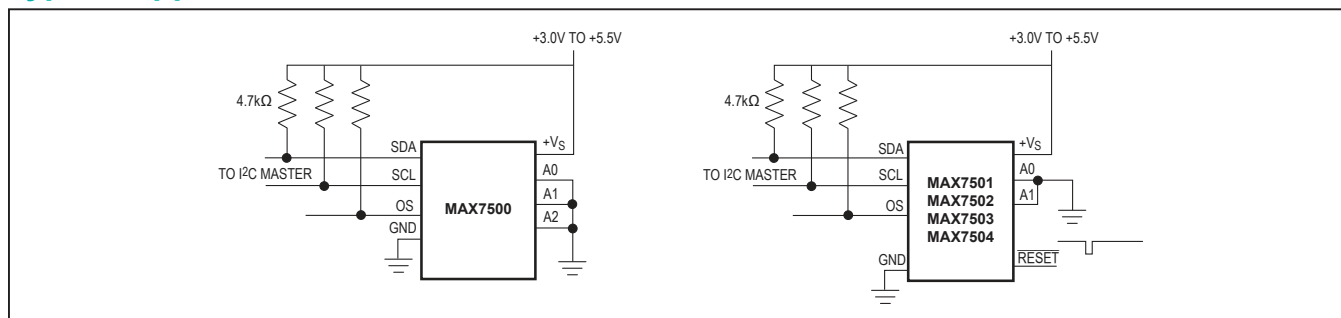 +3.0V TO +5.5V
4.7kΩ
SDA
+VS
TO I2C MASTER
A0
SCL
A1
OS
MAX7500
A2
GND
+3.0V TO +5.5V
4.7kΩ
SDA
+VS
TO I2C MASTER
A0
SCL
MAX7501
A1
MAX7502
OS
MAX7503
MAX7504
GND
RESET